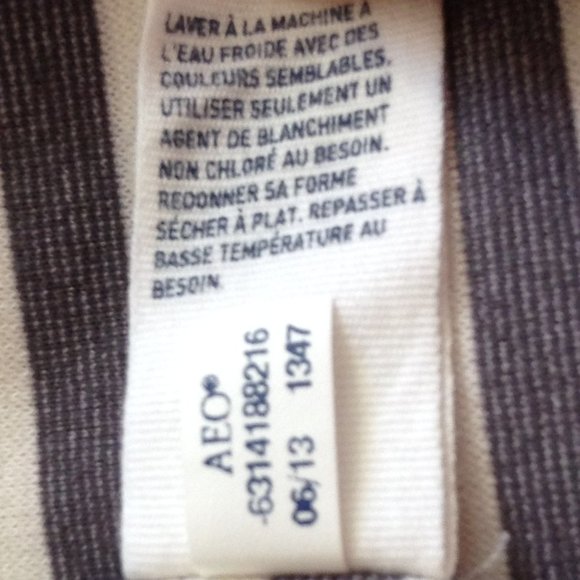 LAVER À LA MACHINE À
L'EAU FROIDE AVEC DES
COULEURS SEMBLABLES.
UTILISER SEULEMENT UN
AGENT DE BLANCHIMENT
NON CHLORÉ AU BESOIN.
REDONNER SA FORME
SÉCHER À PLAT. REPASSER À
BASSE TEMPÉRATURE AU
BESOIN.
AEO®
-6314188216
06/13 1347